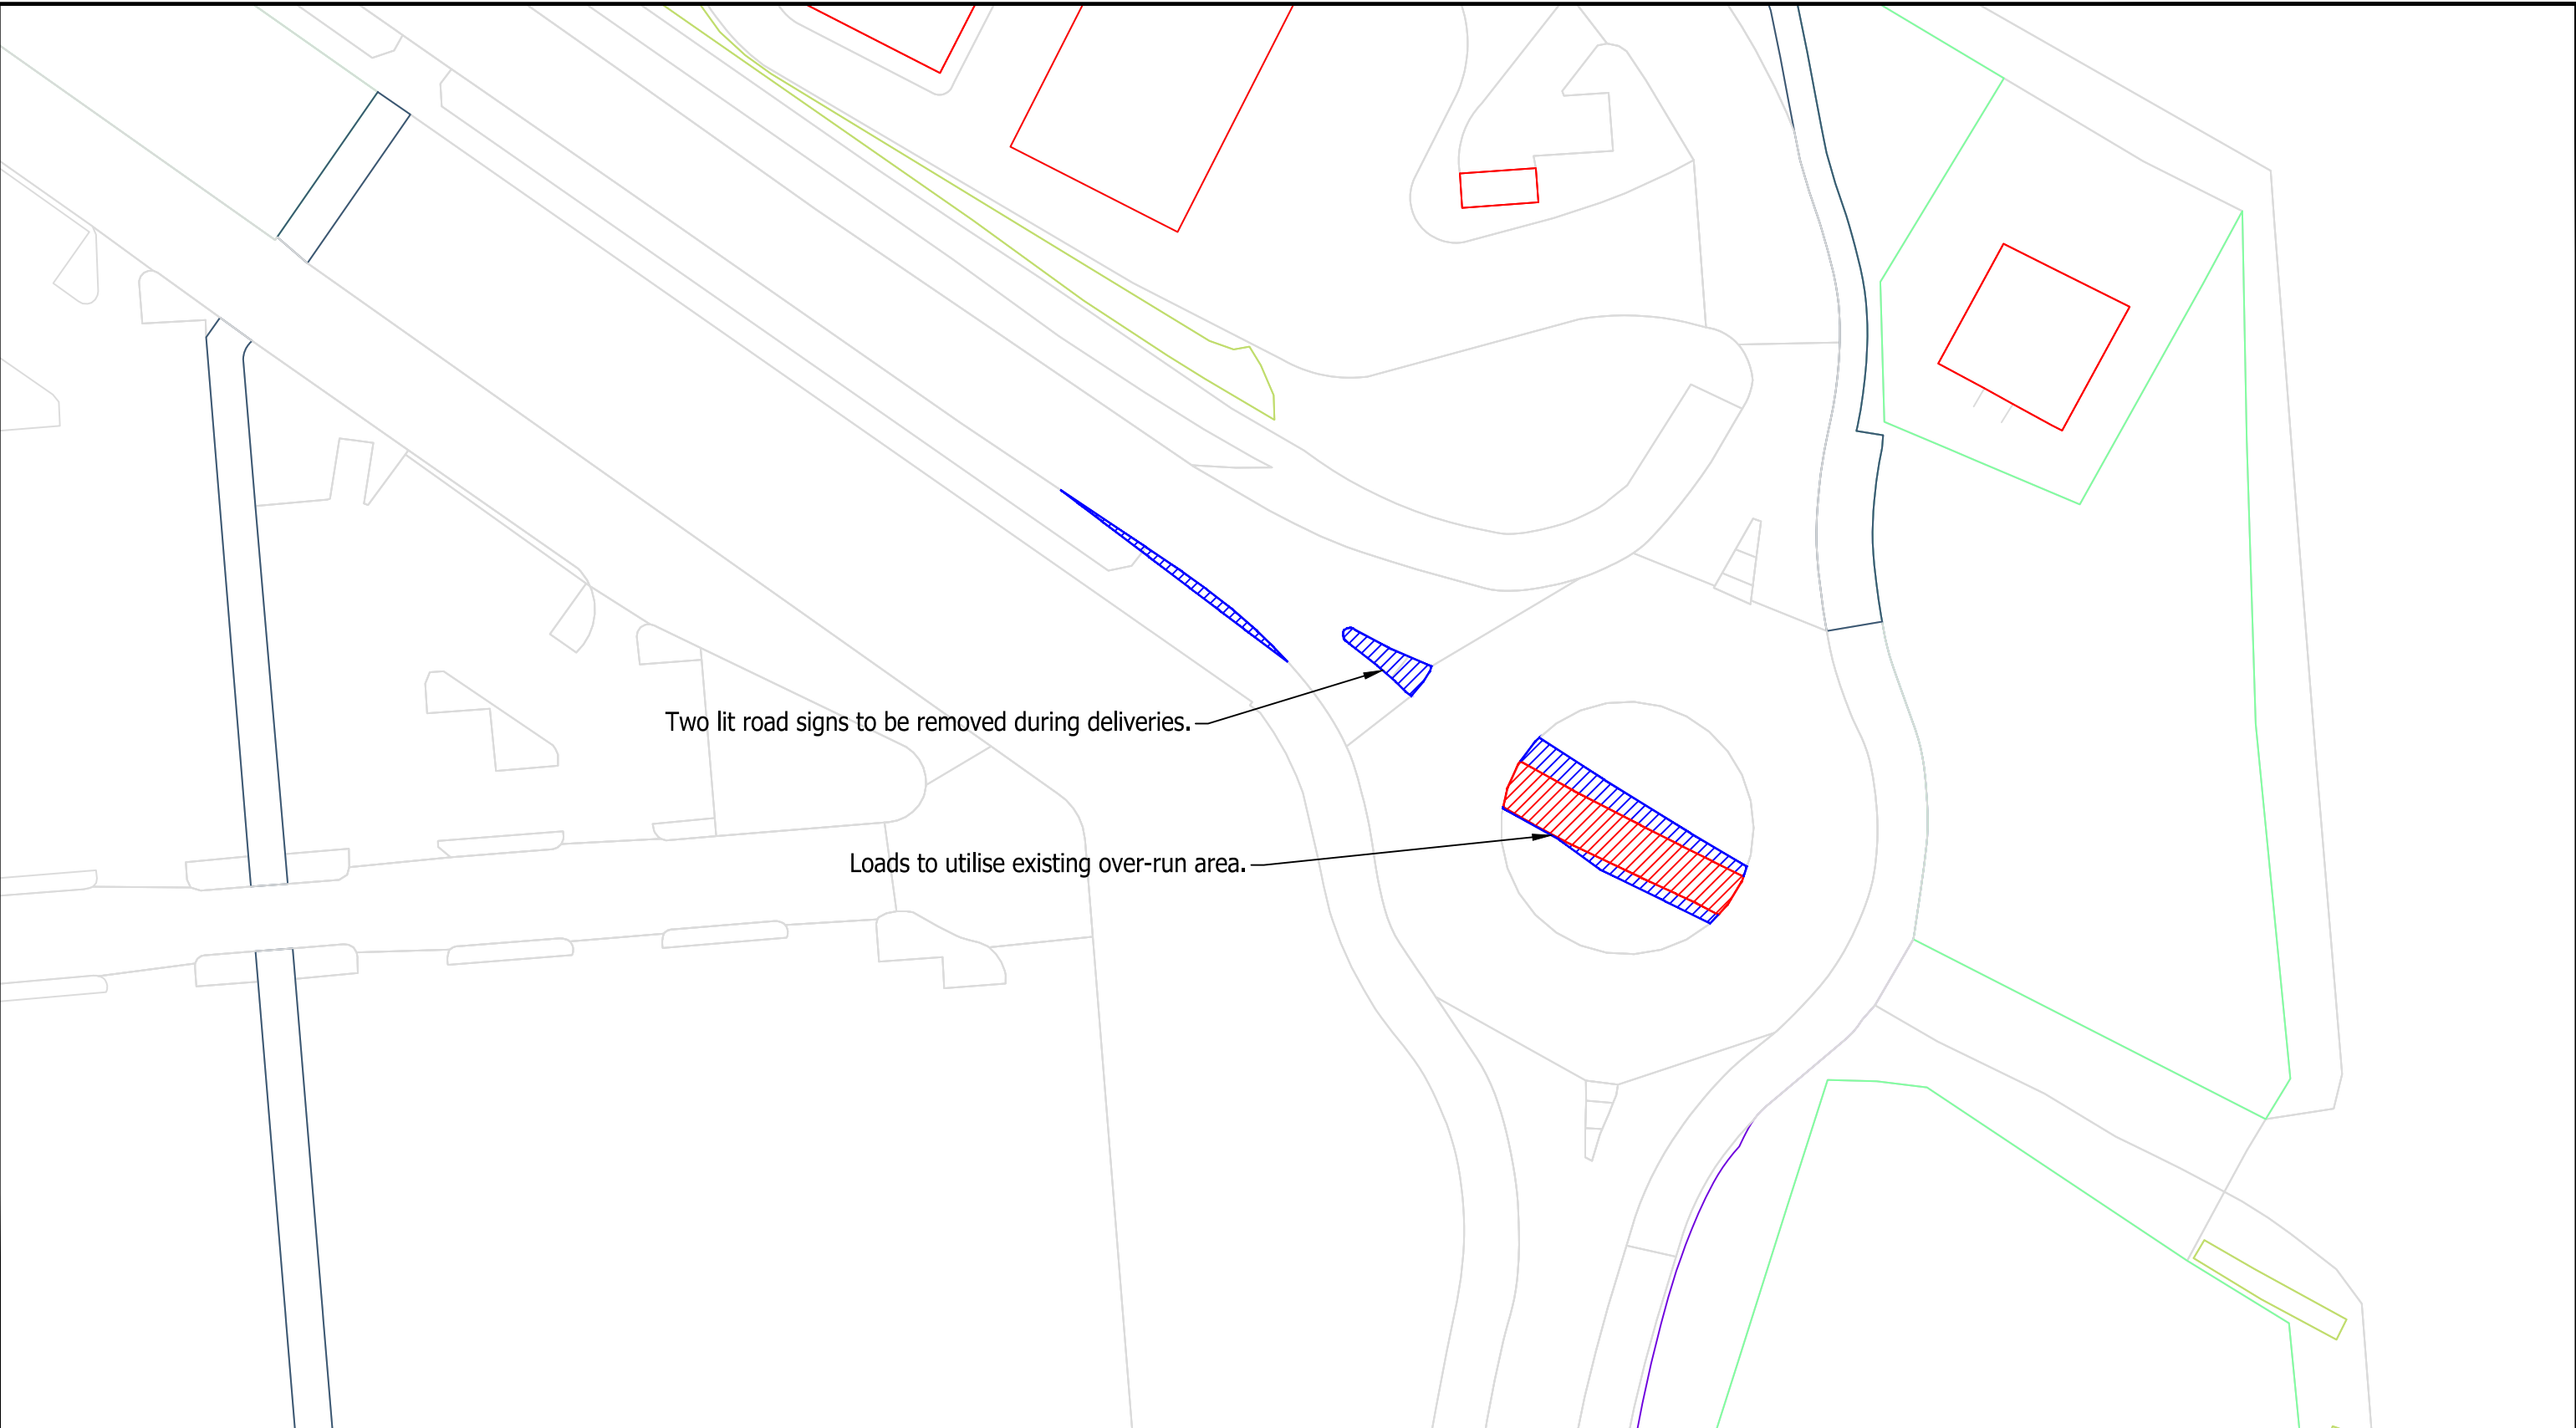 Two lit road signs to be removed during deliveries.
Loads to utilise existing over-run area.